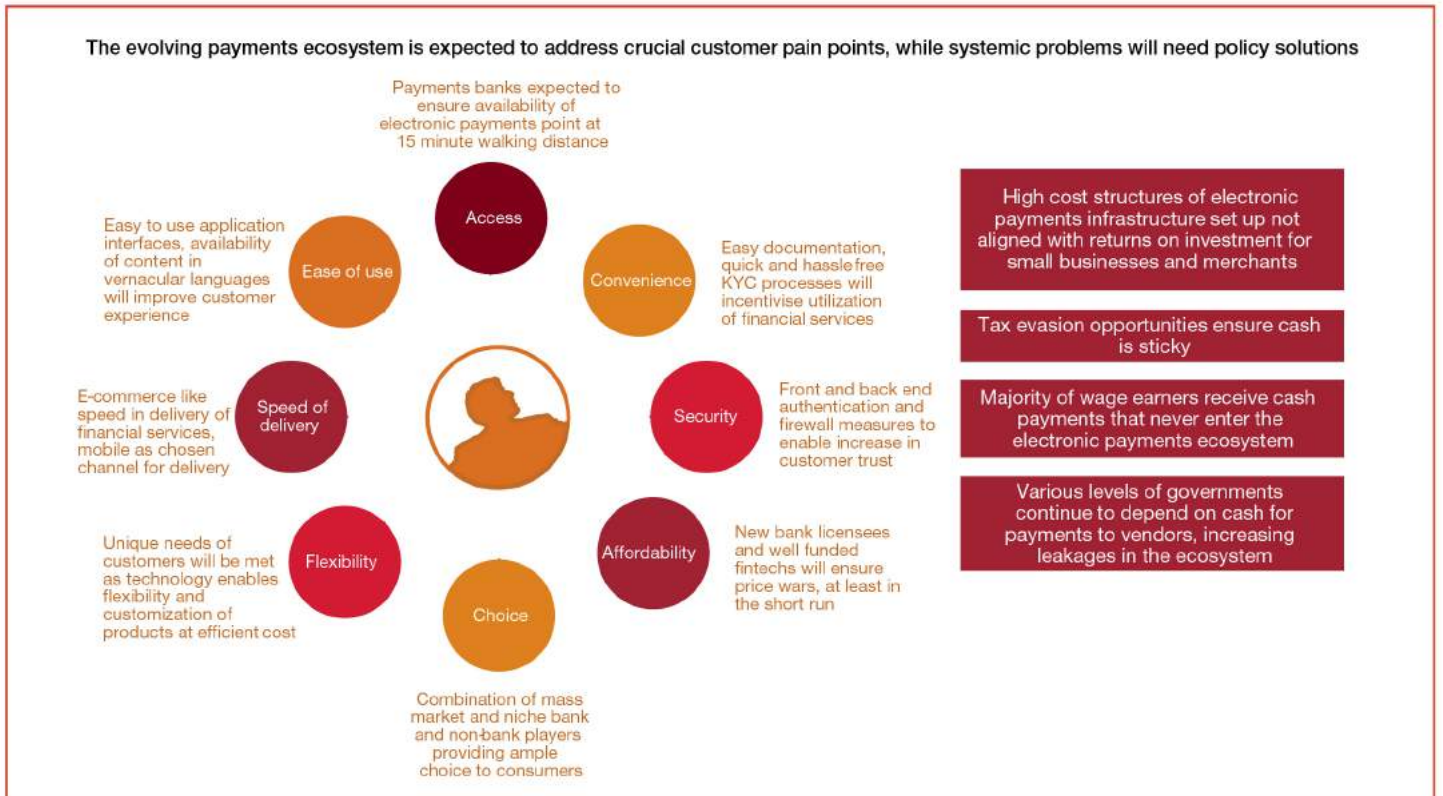 The evolving payments ecosystem is expected to address crucial customer pain points, while systemic problems will need policy solutions
Payments banks expected to
ensure availability of
electronic payments point at
15 minute walking distance
Access
Easy to use application
interfaces, availability
of content in
vernacular languages
will improve customer
experience
Ease of use
Convenience
Easy documentation,
quick and hassle free
KYC processes will
incentivise utilization
of financial services
E-commerce like
speed in delivery of
financial services,
mobile as chosen
channel for delivery
Speed of
delivery
Security
Front and back end
authentication and
firewall measures to
enable increase in
customer trust
Unique needs of
customers will be met
as technology enables
flexibility and
customization of
products at efficient cost
Flexibility
Affordability
New bank licensees
and well funded
fintechs will ensure
price wars, at least in
the short run
Choice
Combination of mass
market and niche bank
and non-bank players
providing ample
choice to consumers
High cost structures of electronic
payments infrastructure set up not
aligned with returns on investment for
small businesses and merchants
Tax evasion opportunities ensure cash
is sticky
Majority of wage earners receive cash
payments that never enter the
electronic payments ecosystem
Various levels of governments
continue to depend on cash for
payments to vendors, increasing
leakages in the ecosystem